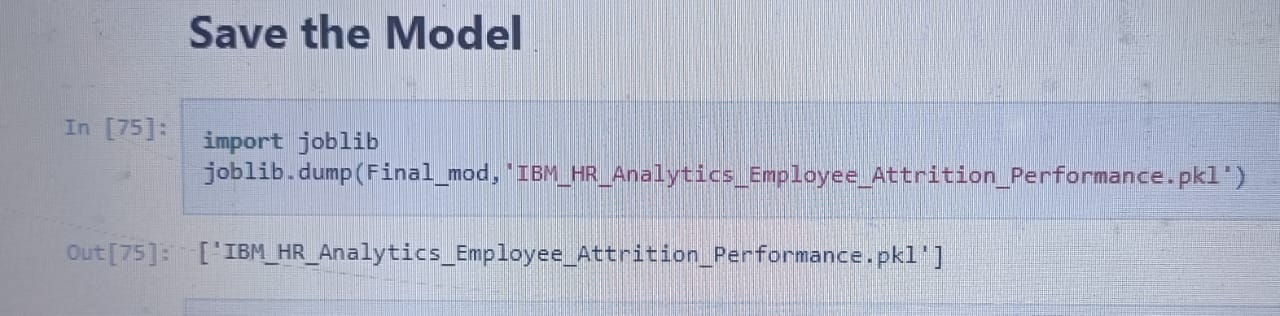 Save the Model
In [75]:
import joblib
joblib.dump(Final_mod,'IBM_HR_Analytics_Employee_Attrition_Performance.pkl')
Out[75]: ['IBM_HR_Analytics_Employee_Attrition_Performance.pkl']